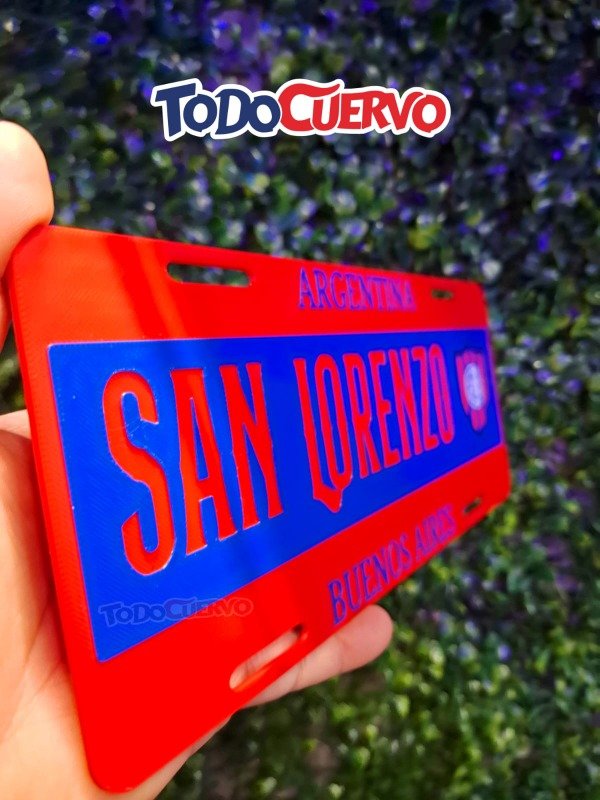 TODOCUERVO
ARGENTINA
SAN LORENZO
TODOCUERVO
BUENOS AIRES